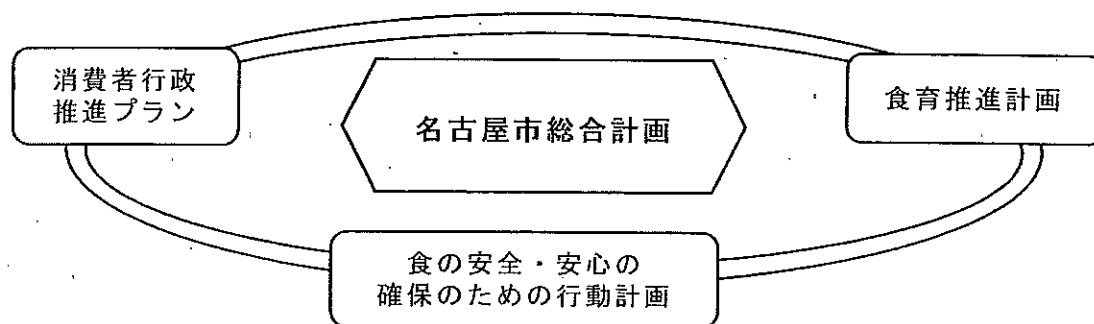 消費者行政
推進プラン
名古屋市総合計画
食育推進計画
食の安全・安心の
確保のための行動計画